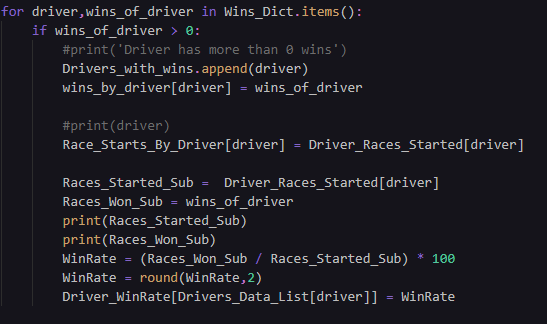 for driver,wins_of_driver in Wins_Dict.items():
    if wins_of_driver > 0:
        #print('Driver has more than 0 wins')
        Drivers_with_wins.append(driver)
        wins_by_driver[driver] = wins_of_driver

        #print(driver)
        Race_Starts_By_Driver[driver] = Driver_Races_Started[driver]

        Races_Started_Sub =  Driver_Races_Started[driver]
        Races_Won_Sub = wins_of_driver
        print(Races_Started_Sub)
        print(Races_Won_Sub)
        WinRate = (Races_Won_Sub / Races_Started_Sub) * 100
        WinRate = round(WinRate,2)
        Driver_WinRate[Drivers_Data_List[driver]] = WinRate